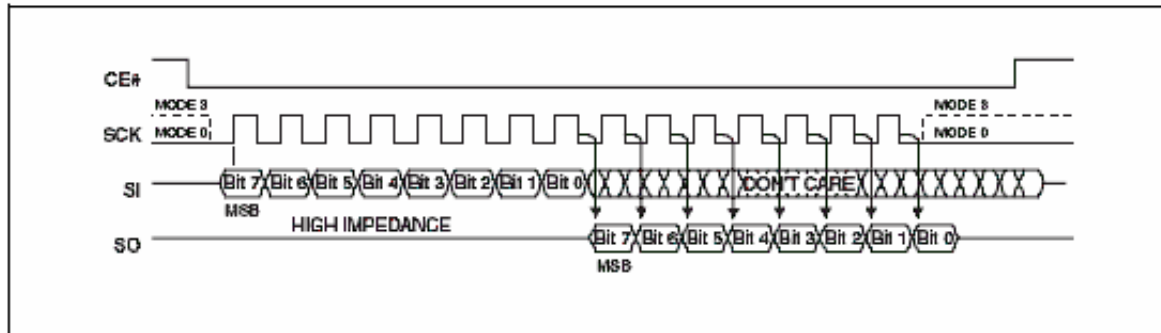 CE#
MODE 3
MODE 3
SCK
MODE 0
MODE 0
SI
Bit 7 Bit 6 Bit 5 Bit 4 Bit 3 Bit 2 Bit 1 Bit 0
DON'T CARE
MSB
HIGH IMPEDANCE
SO
Bit 7 Bit 6 Bit 5 Bit 4 Bit 3 Bit 2 Bit 1 Bit 0
MSB